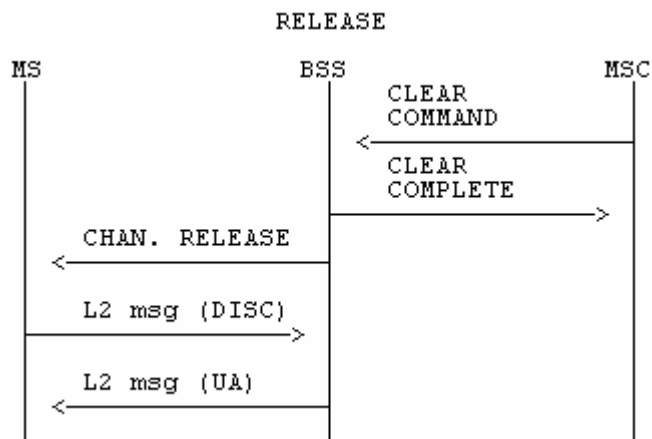 RELEASE
MS BSS MSC
CLEAR
COMMAND
CLEAR
COMPLETE
CHAN. RELEASE
L2 msg (DISC)
L2 msg (UA)